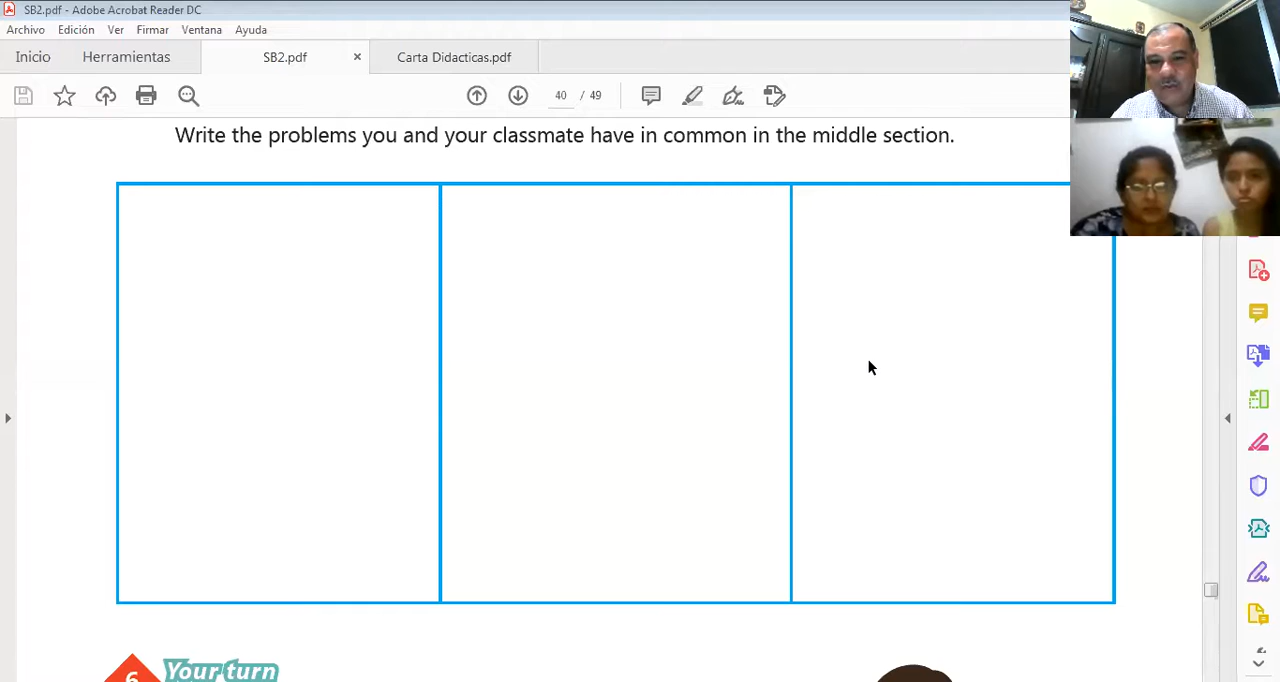 SB2.pdf - Adobe Acrobat Reader DC
Archivo Edición Ver Firmar Ventana Ayuda
Inicio Herramientas SB2.pdf × Carta Didacticas.pdf
40 / 49
Write the problems you and your classmate have in common in the middle section.
6 Your turn